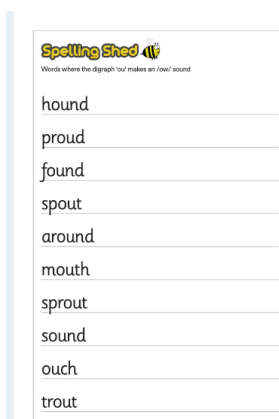 Spelling Shed
Words where the digraph 'ou' makes an /ow/ sound
hound
proud
found
spout
around
mouth
sprout
sound
ouch
trout